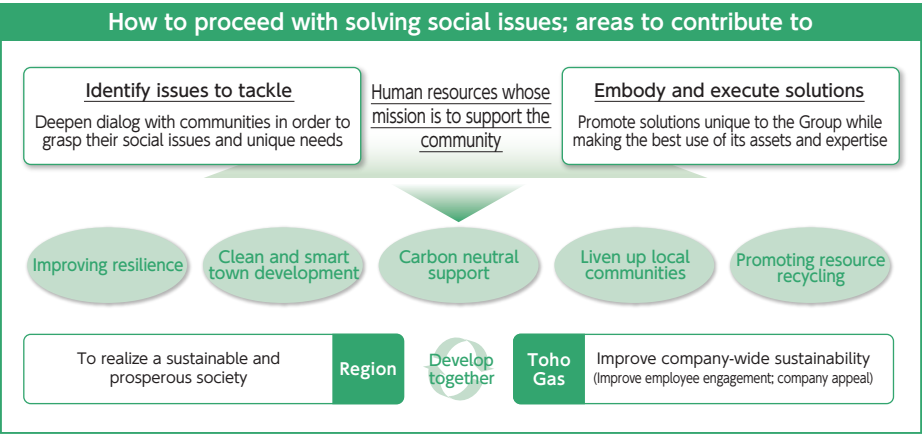 How to proceed with solving social issues; areas to contribute to
Identify issues to tackle
Deepen dialog with communities in order to
grasp their social issues and unique needs
Human resources whose
mission is to support the
community
Embody and execute solutions
Promote solutions unique to the Group while
making the best use of its assets and expertise
Improving resilience
Clean and smart
town development
Carbon neutral
support
Liven up local
communities
Promoting resource
recycling
To realize a sustainable and
prosperous society
Region
Develop
together
Toho
Gas
Improve company-wide sustainability
(Improve employee engagement; company appeal)